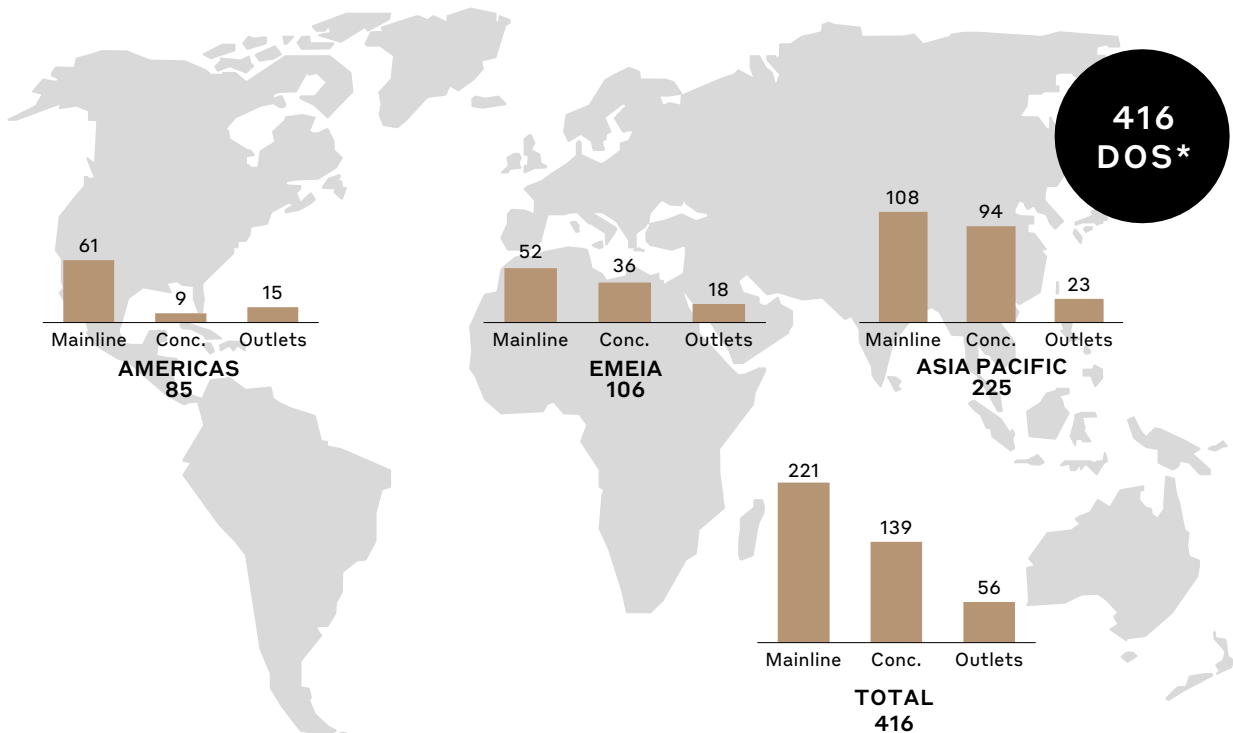 416
DOS*
61
9
15
Mainline Conc. Outlets
AMERICAS
85
52
36
18
Mainline Conc. Outlets
EMEIA
106
108
94
23
Mainline Conc. Outlets
ASIA PACIFIC
225
221
139
56
Mainline Conc. Outlets
TOTAL
416